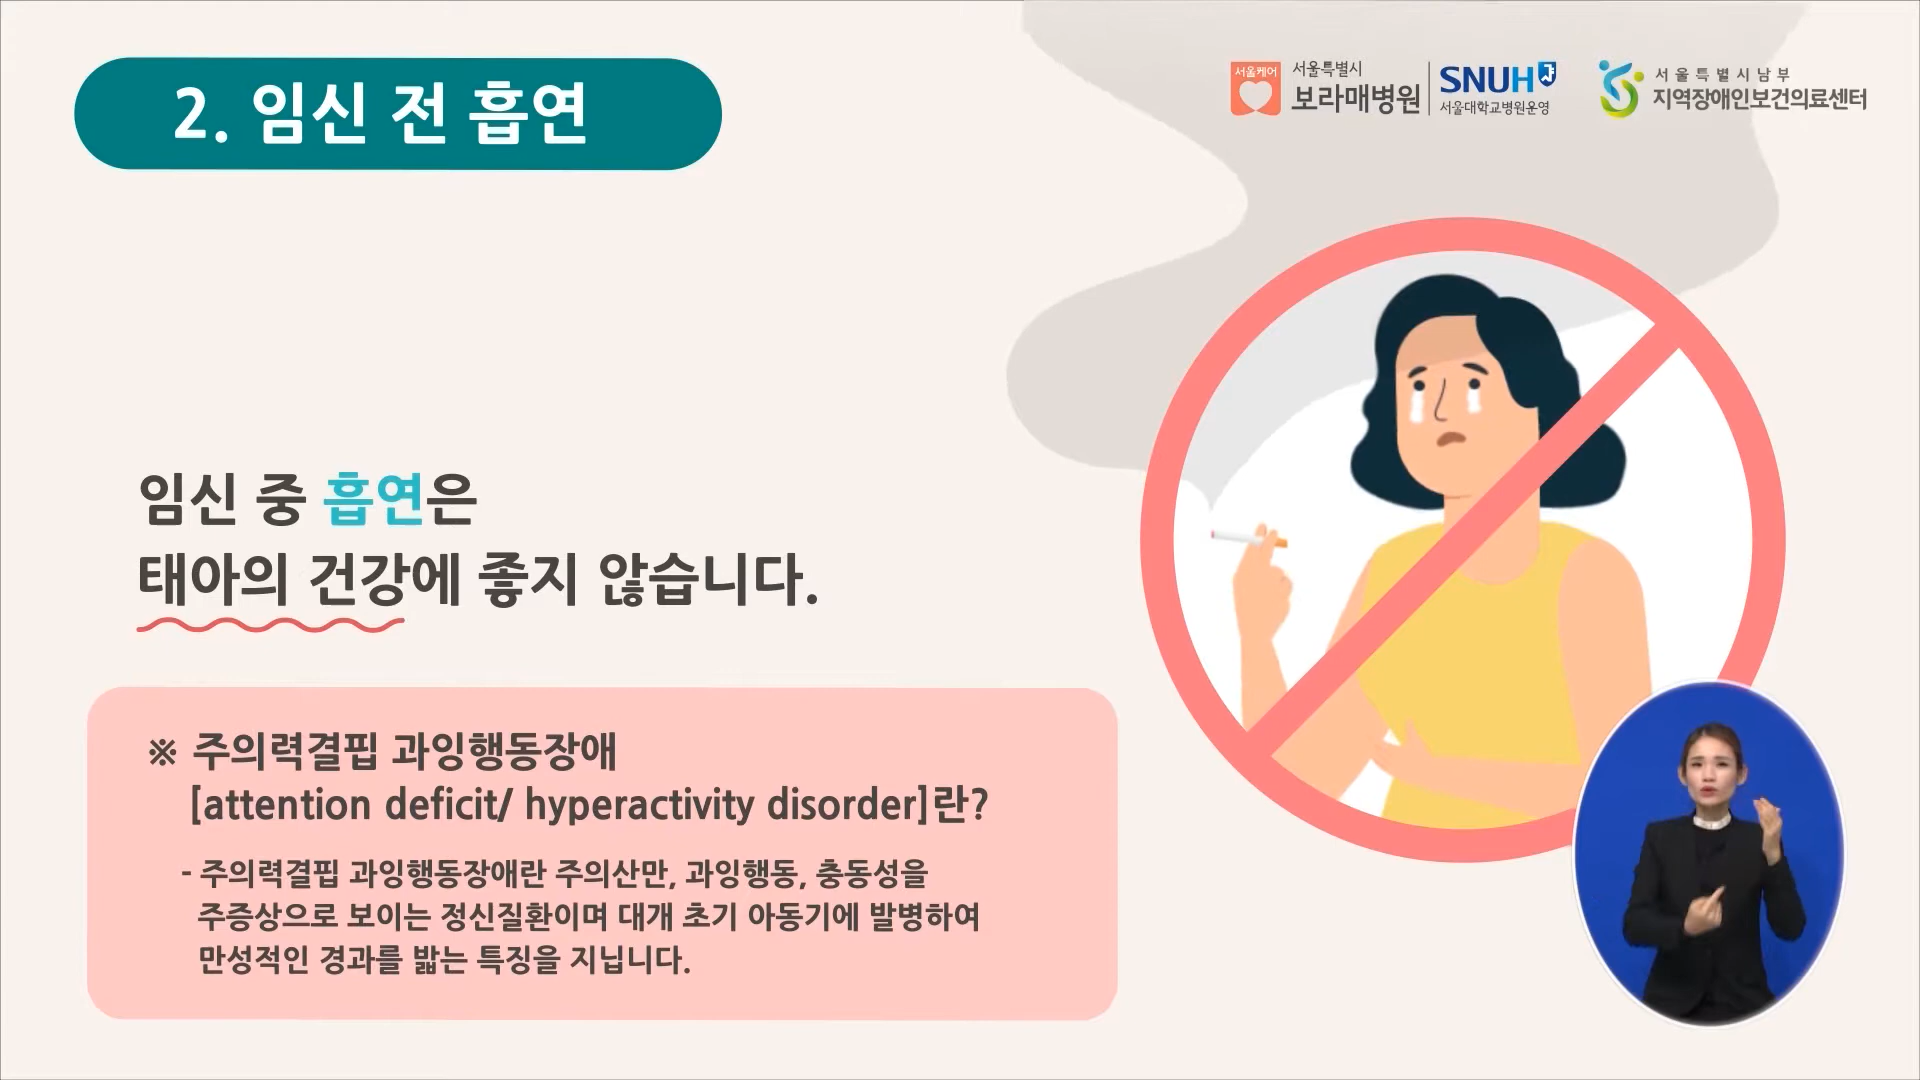 2. 임신 전 흡연
서울케어
서울특별시
보라매병원
SNUH
서울대학교병원운영
서울특별시남부
지역장애인보건의료센터
임신 중 흡연은
태아의 건강에 좋지 않습니다.
※ 주의력결핍 과잉행동장애
[attention deficit/ hyperactivity disorder]란?
- 주의력결핍 과잉행동장애란 주의산만, 과잉행동, 충동성을
주증상으로 보이는 정신질환이며 대개 초기 아동기에 발병하여
만성적인 경과를 밟는 특징을 지닙니다.